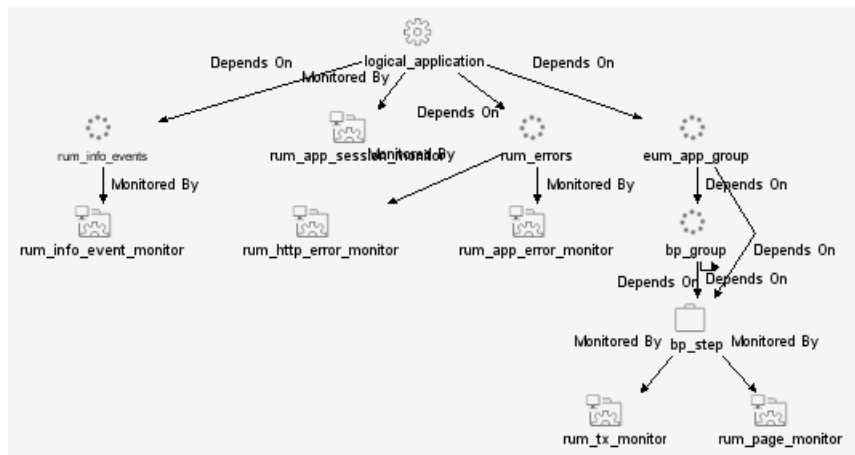 logical_application
Depends On
Depends On
Monitored By
Depends On
rum_info_events
rum_app_session_monitor
Monitored By
rum_errors
eum_app_group
Monitored By
Depends On
rum_info_event_monitor
rum_http_error_monitor
rum_app_error_monitor
bp_group
Depends On
Depends On
Depends On
Monitored By
bp_step
Monitored By
rum_tx_monitor
rum_page_monitor